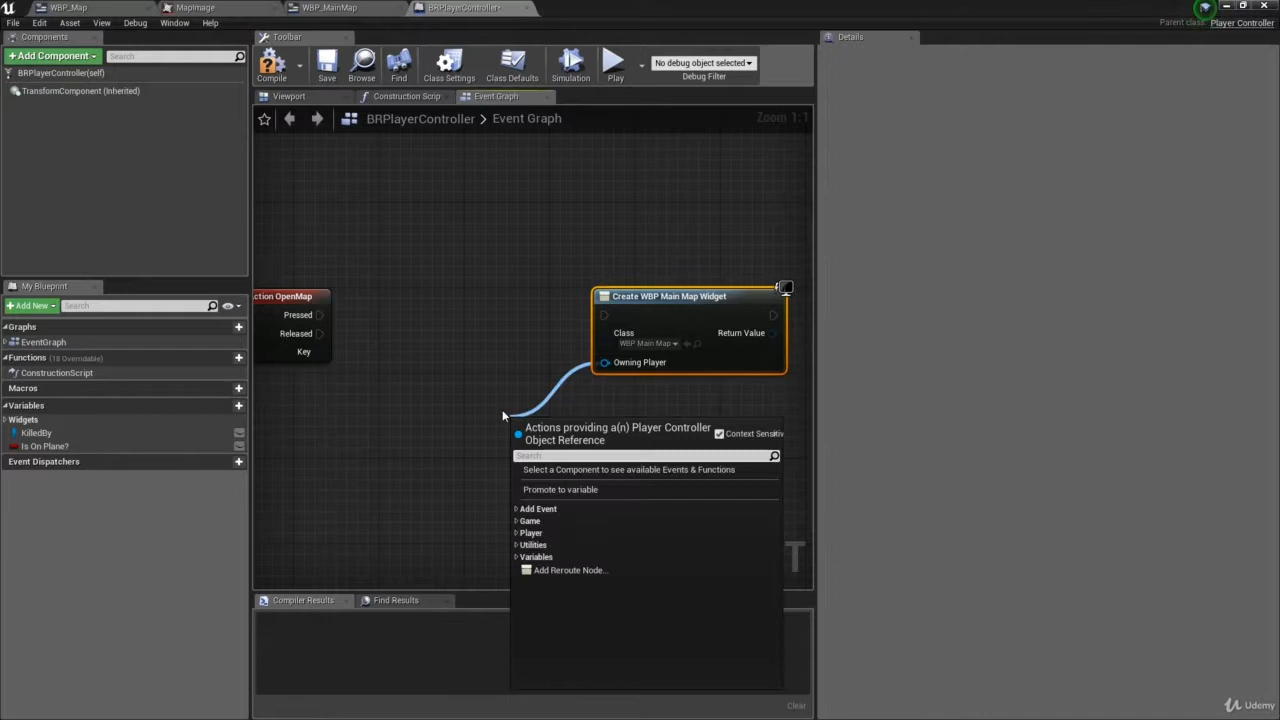 WBP_Map
MapImage
WBP_MainMap
BRPlayerController*
File Edit Asset View Debug Window Help
Parent class: Player Controller
Components
Toolbar
Details
+Add Component
Search
BRPlayerController(self)
TransformComponent (Inherited)
Compile
Save
Browse
Find
Class Settings
Class Defaults
Simulation
Play
No debug object selected
Debug Filter
Viewport
Construction Scrip
Event Graph
BRPlayerController > Event Graph
Zoom 1:1
My Blueprint
+Add New
Search
Graphs
EventGraph
Functions (18 Overridable)
ConstructionScript
Macros
Variables
Widgets
KilledBy
Is On Plane?
Event Dispatchers
ction OpenMap
Pressed
Released
Key
Create WBP Main Map Widget
Class
WBP Main Map
Return Value
Owning Player
Actions providing a(n) Player Controller
Object Reference
Context Sensitiv
Search
Select a Component to see available Events & Functions
Promote to variable
Add Event
Game
Player
Utilities
Variables
Add Reroute Node...
T
Compiler Results
Find Results
Clear
Udemy